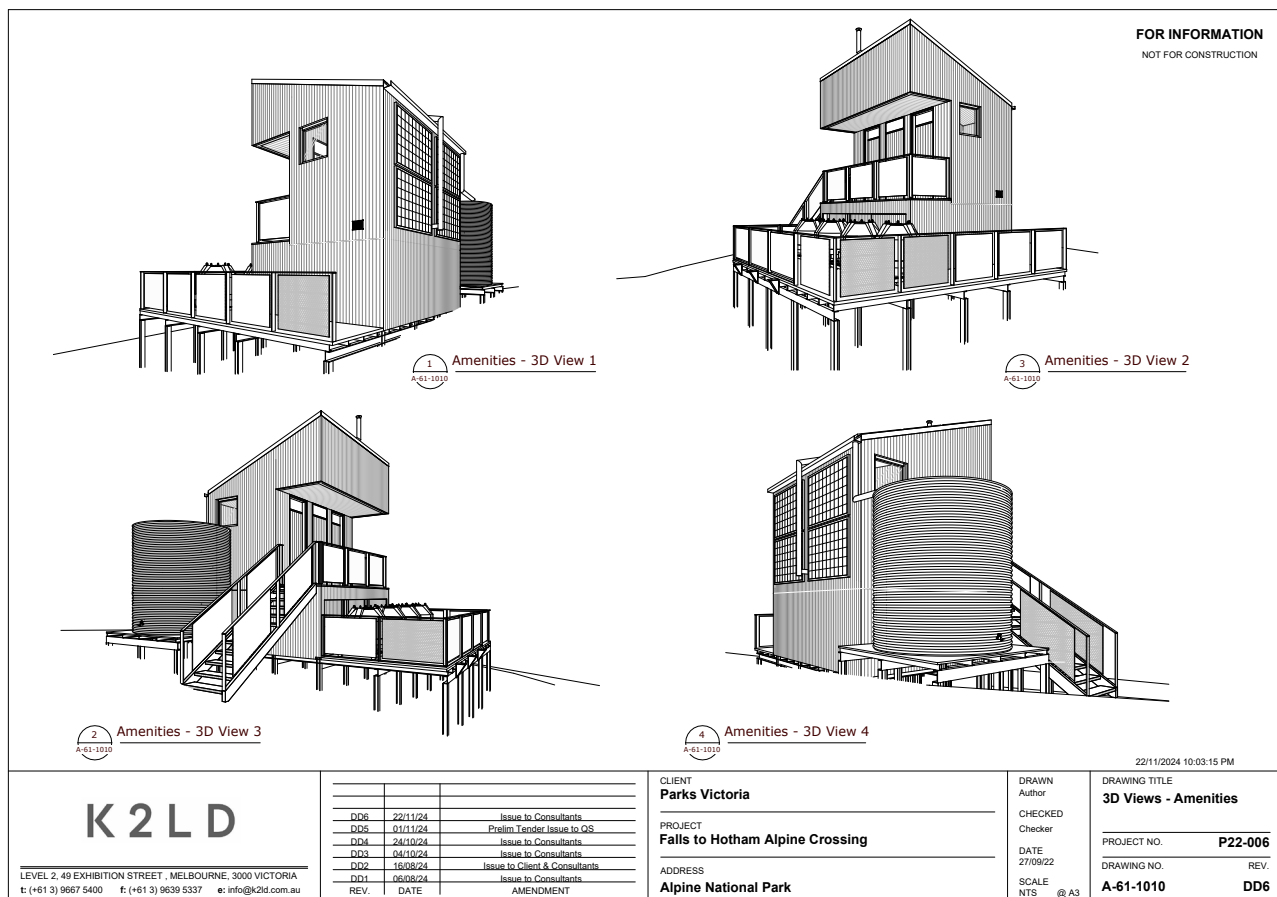 FOR INFORMATION
NOT FOR CONSTRUCTION
1
A-61-1010
Amenities - 3D View 1
3
A-61-1010
Amenities - 3D View 2
2
A-61-1010
Amenities - 3D View 3
4
A-61-1010
Amenities - 3D View 4
22/11/2024 10:03:15 PM
K2LD
LEVEL 2, 49 EXHIBITION STREET , MELBOURNE, 3000 VICTORIA
t: (+61 3) 9667 5400 f: (+61 3) 9639 5337 e: info@k2ld.com.au
DD6 22/11/24 Issue to Consultants
DD5 01/11/24 Prelim Tender Issue to QS
DD4 24/10/24 Issue to Consultants
DD3 04/10/24 Issue to Consultants
DD2 16/08/24 Issue to Client & Consultants
DD1 06/08/24 Issue to Consultants
REV. DATE AMENDMENT
CLIENT
Parks Victoria
PROJECT
Falls to Hotham Alpine Crossing
ADDRESS
Alpine National Park
DRAWN
Author
CHECKED
Checker
DATE
27/09/22
SCALE
NTS @ A3
DRAWING TITLE
3D Views - Amenities
PROJECT NO. P22-006
DRAWING NO. REV.
A-61-1010 DD6